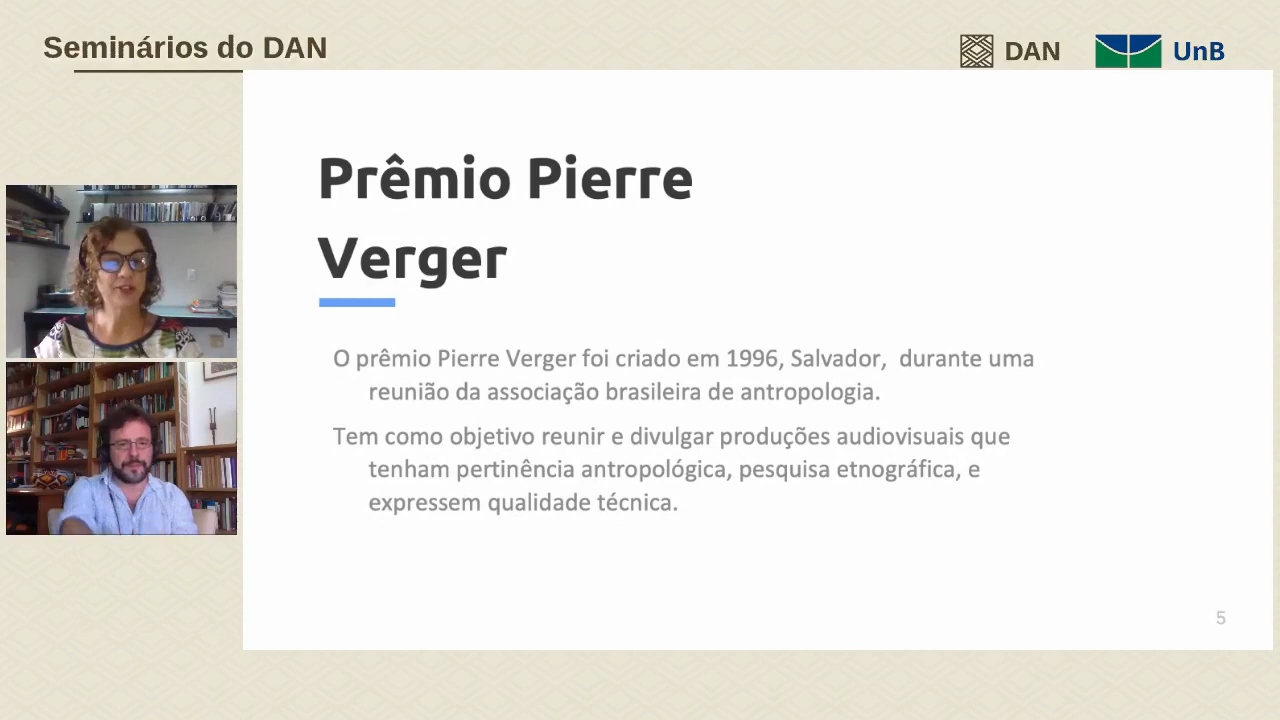 Seminários do DAN
DAN
UnB
Prêmio Pierre
Verger
O prêmio Pierre Verger foi criado em 1996, Salvador, durante uma
reunião da associação brasileira de antropologia.
Tem como objetivo reunir e divulgar produções audiovisuais que
tenham pertinência antropológica, pesquisa etnográfica, e
expressem qualidade técnica.
5